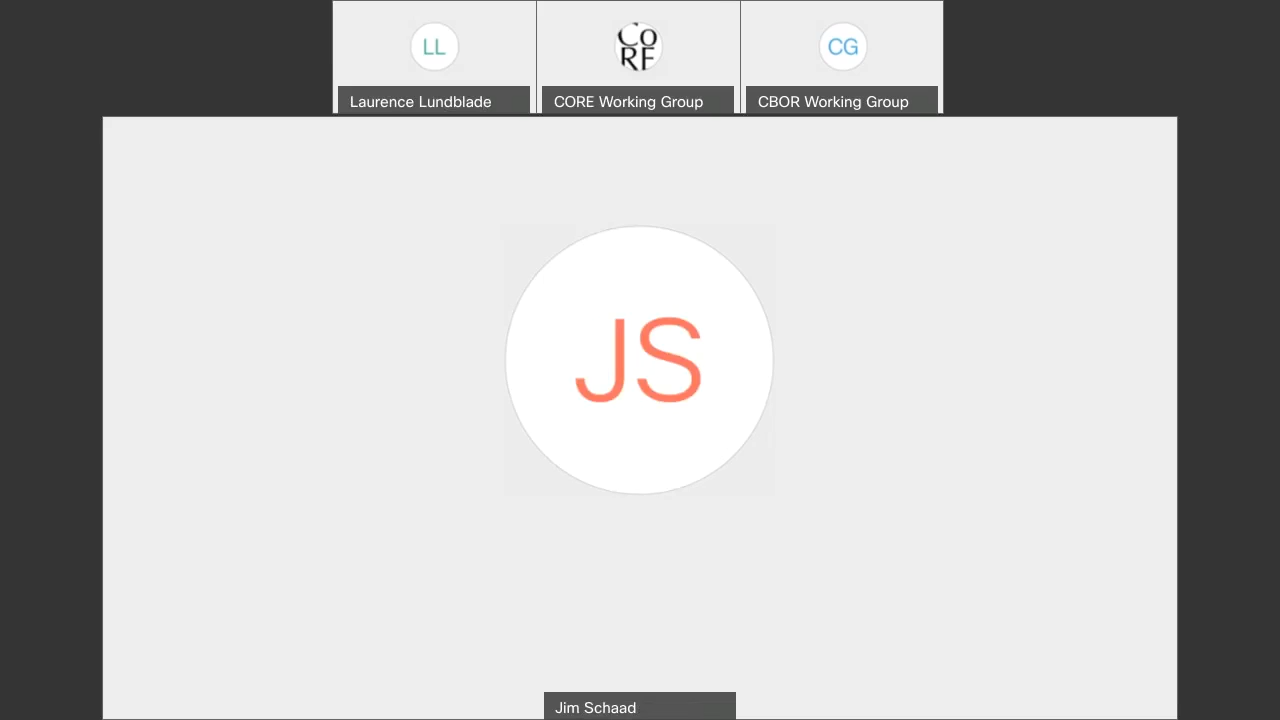 LL
CORE
CG
Laurence Lundblade
CORE Working Group
CBOR Working Group
JS
Jim Schaad